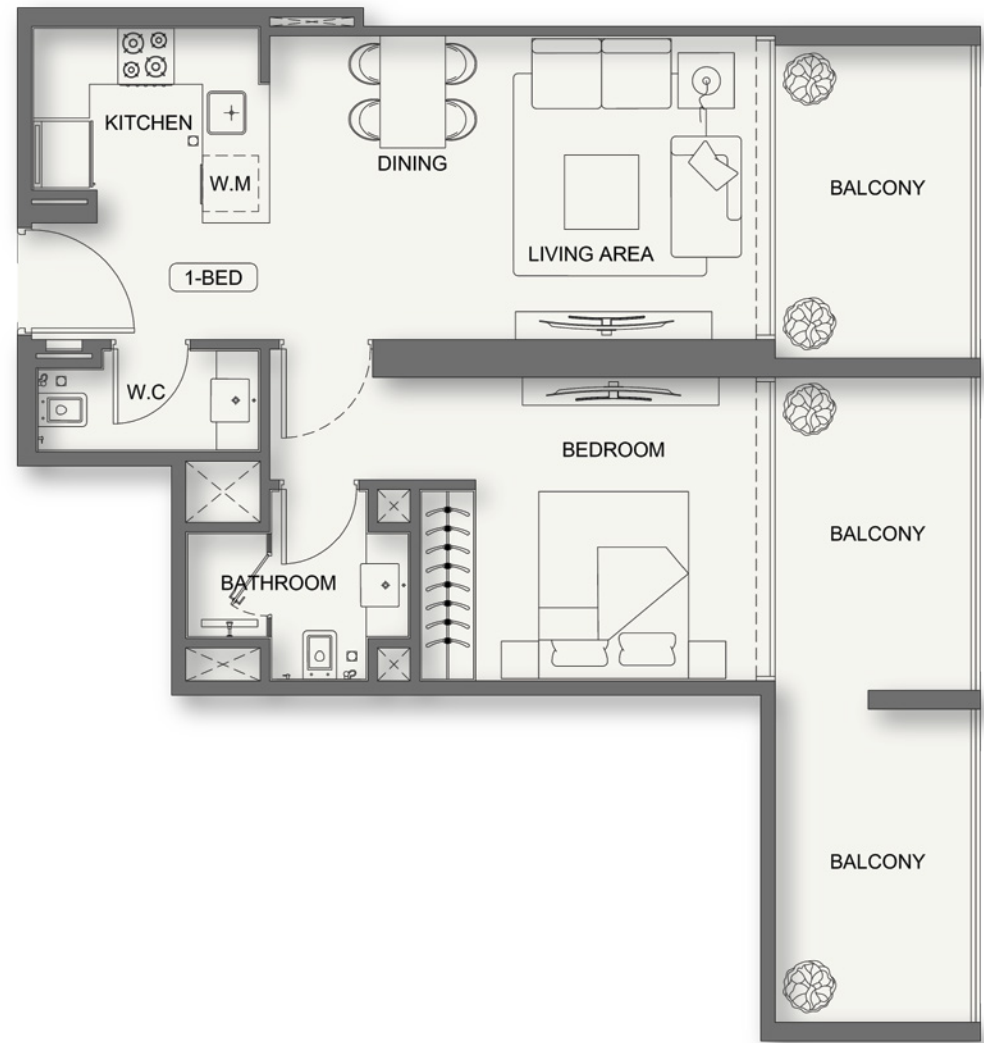 KITCHEN
DINING
W.M
BALCONY
LIVING AREA
1-BED
W.C
BEDROOM
BALCONY
BATHROOM
BALCONY